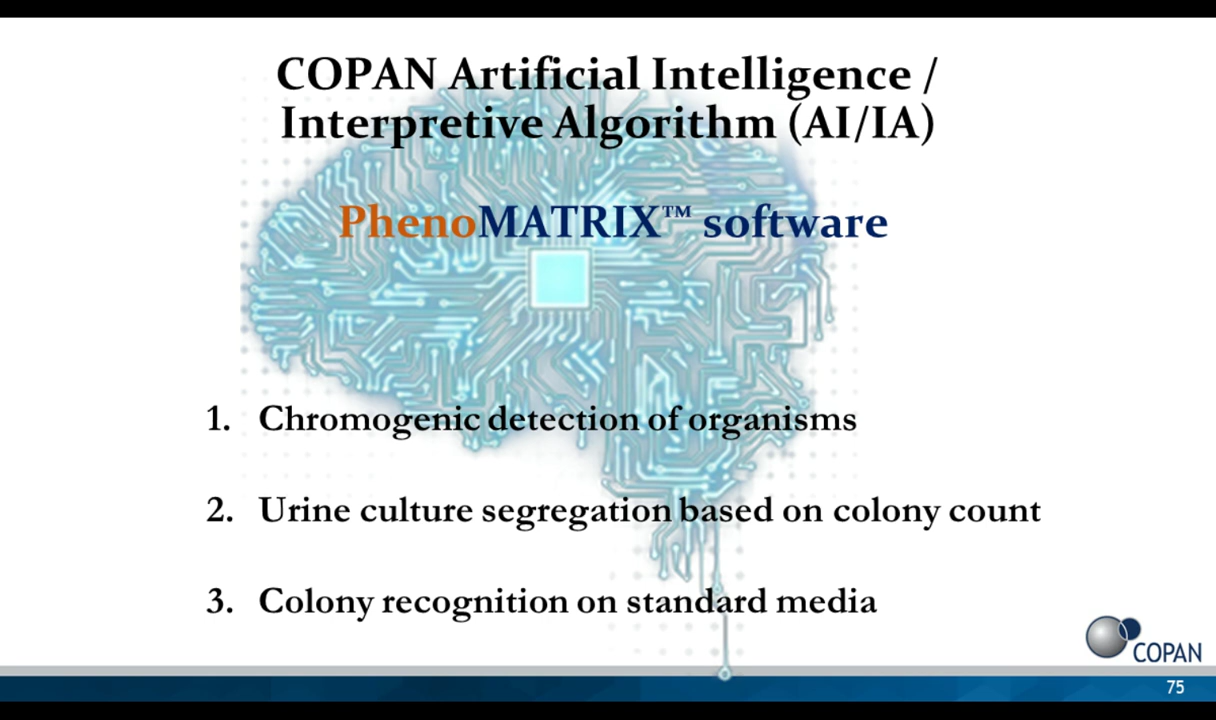 COPAN Artificial Intelligence /
Interpretive Algorithm (AI/IA)
PhenoMATRIX™ software
1. Chromogenic detection of organisms
2. Urine culture segregation based on colony count
3. Colony recognition on standard media
COPAN
75